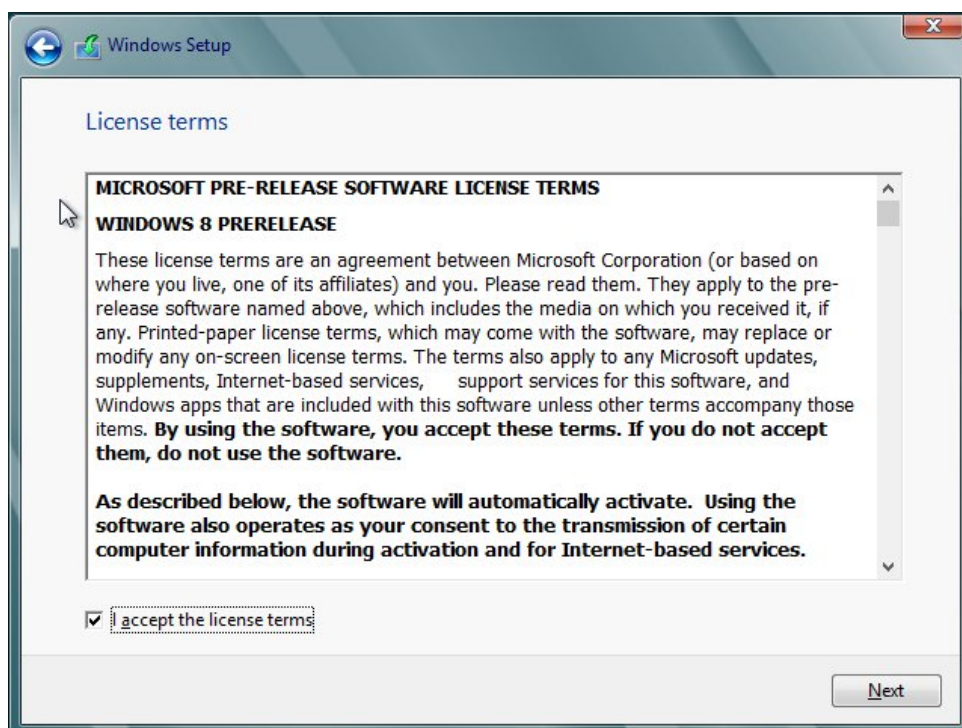 Windows Setup
License terms
MICROSOFT PRE-RELEASE SOFTWARE LICENSE TERMS
WINDOWS 8 PRERELEASE
These license terms are an agreement between Microsoft Corporation (or based on
where you live, one of its affiliates) and you. Please read them. They apply to the pre-
release software named above, which includes the media on which you received it, if
any. Printed-paper license terms, which may come with the software, may replace or
modify any on-screen license terms. The terms also apply to any Microsoft updates,
supplements, Internet-based services, support services for this software, and
Windows apps that are included with this software unless other terms accompany those
items. By using the software, you accept these terms. If you do not accept
them, do not use the software.
As described below, the software will automatically activate. Using the
software also operates as your consent to the transmission of certain
computer information during activation and for Internet-based services.
I accept the license terms
Next